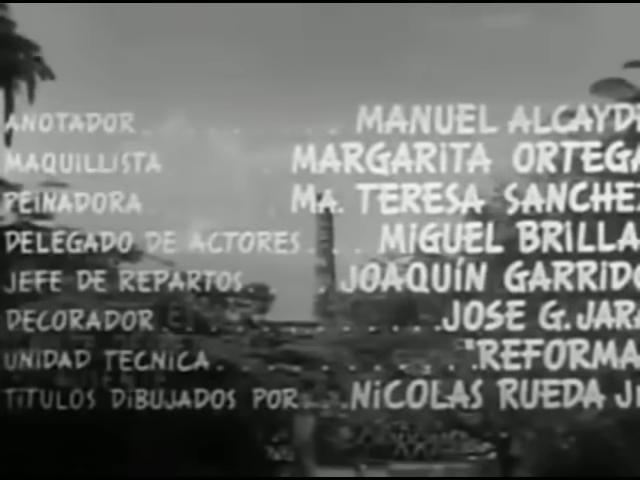 ANOTADOR........ MANUEL ALCAYDE
MAQUILLISTA MARGARITA ORTEGA
PEINADORA MA. TERESA SANCHEZ
DELEGADO DE ACTORES.... MIGUEL BRILLA
JEFE DE REPARTOS.. . JOAQUÍN GARRIDO
DECORADOR.......... JOSE G. JARA
UNIDAD TECNICA.......... "REFORMA
TITULOS DIBUJADOS POR.... NICOLAS RUEDA JR